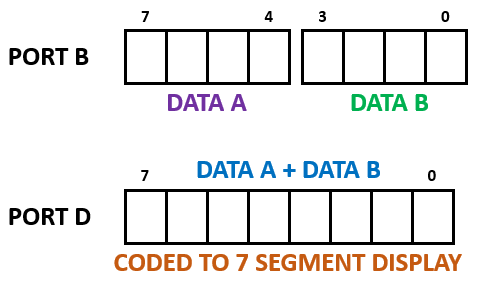 7 4 3 0
PORT B
DATA A DATA B
DATA A + DATA B
7 0
PORT D
CODED TO 7 SEGMENT DISPLAY